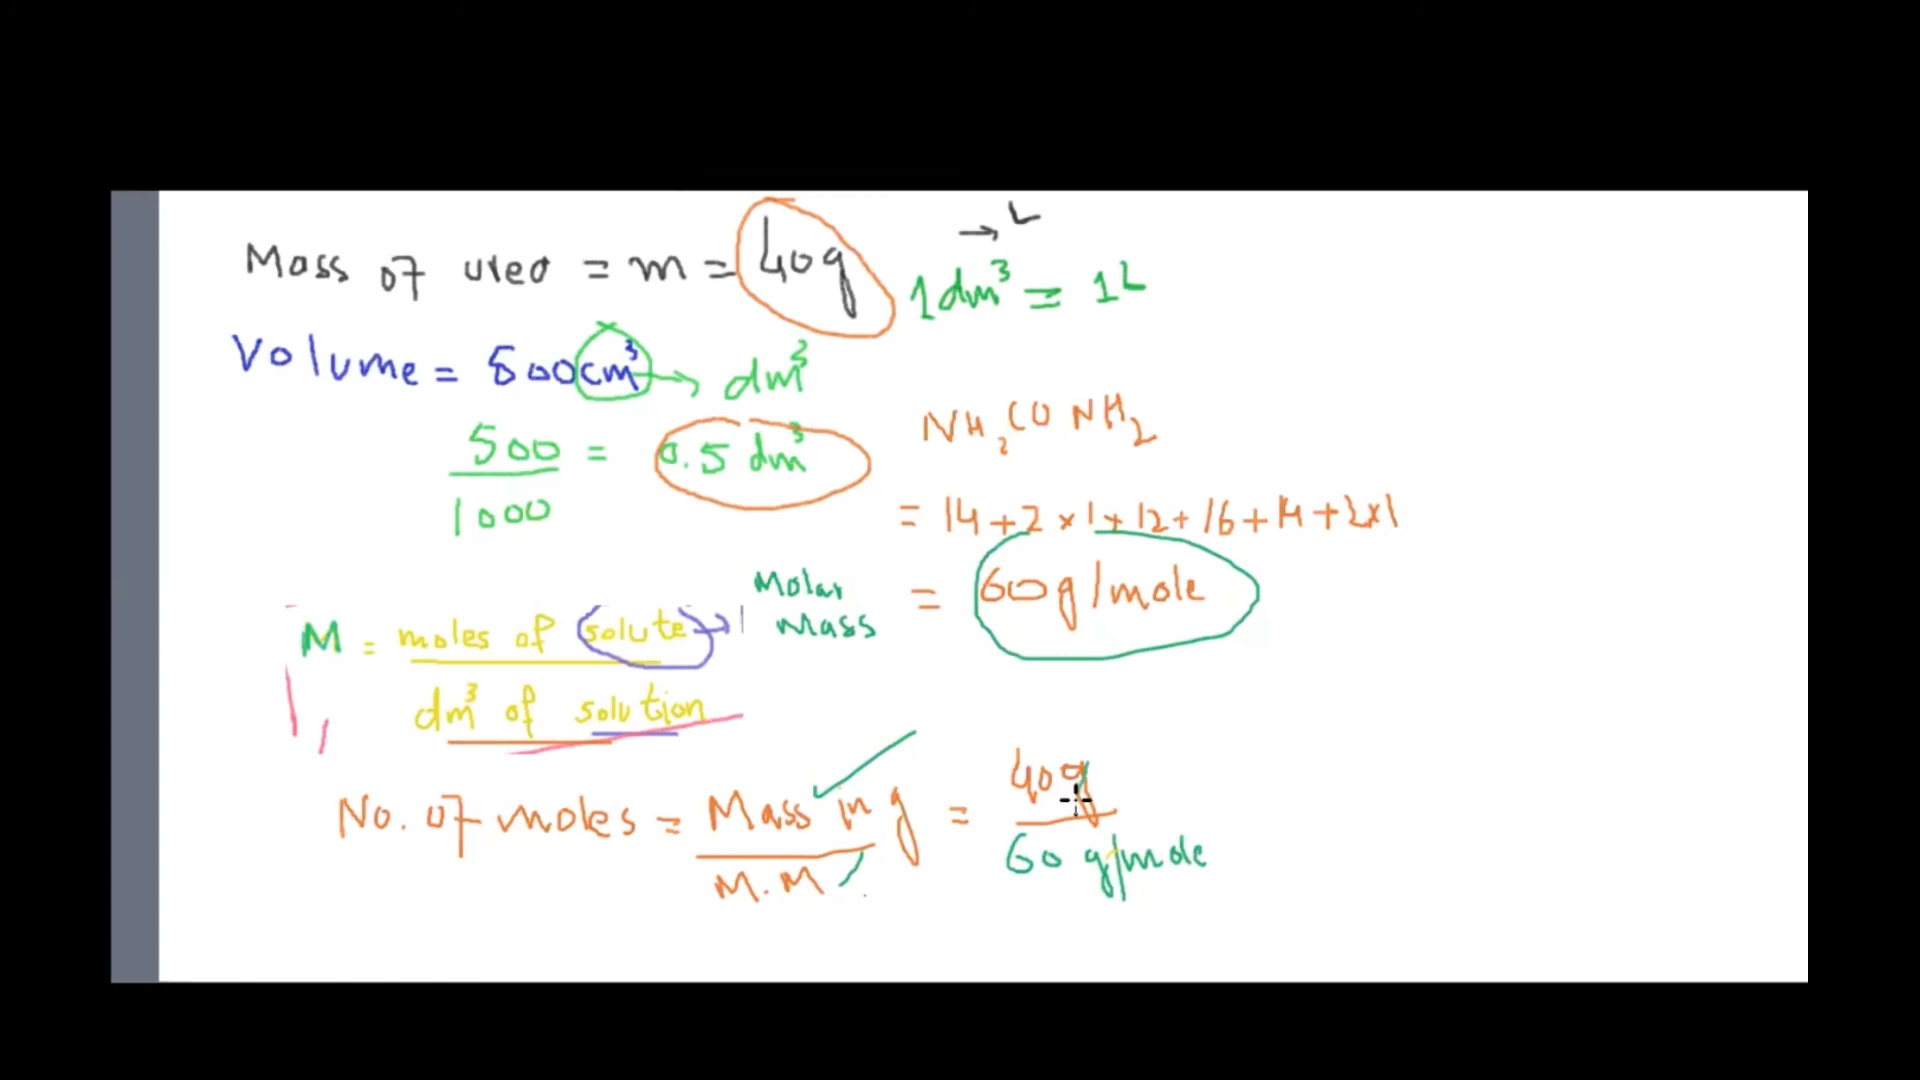 Mass of urea = m = 40g
→ L
1dm³ = 1L
Volume = 500cm³ → dm³
500 / 1000 = 0.5 dm³
NH₂CONH₂
= 14+2×1+12+16+14+2×1
Molar Mass = 60g/mole
M = moles of solute →
dm³ of solution
No. of moles = Mass in g / M.M = 40g / 60 g/mole